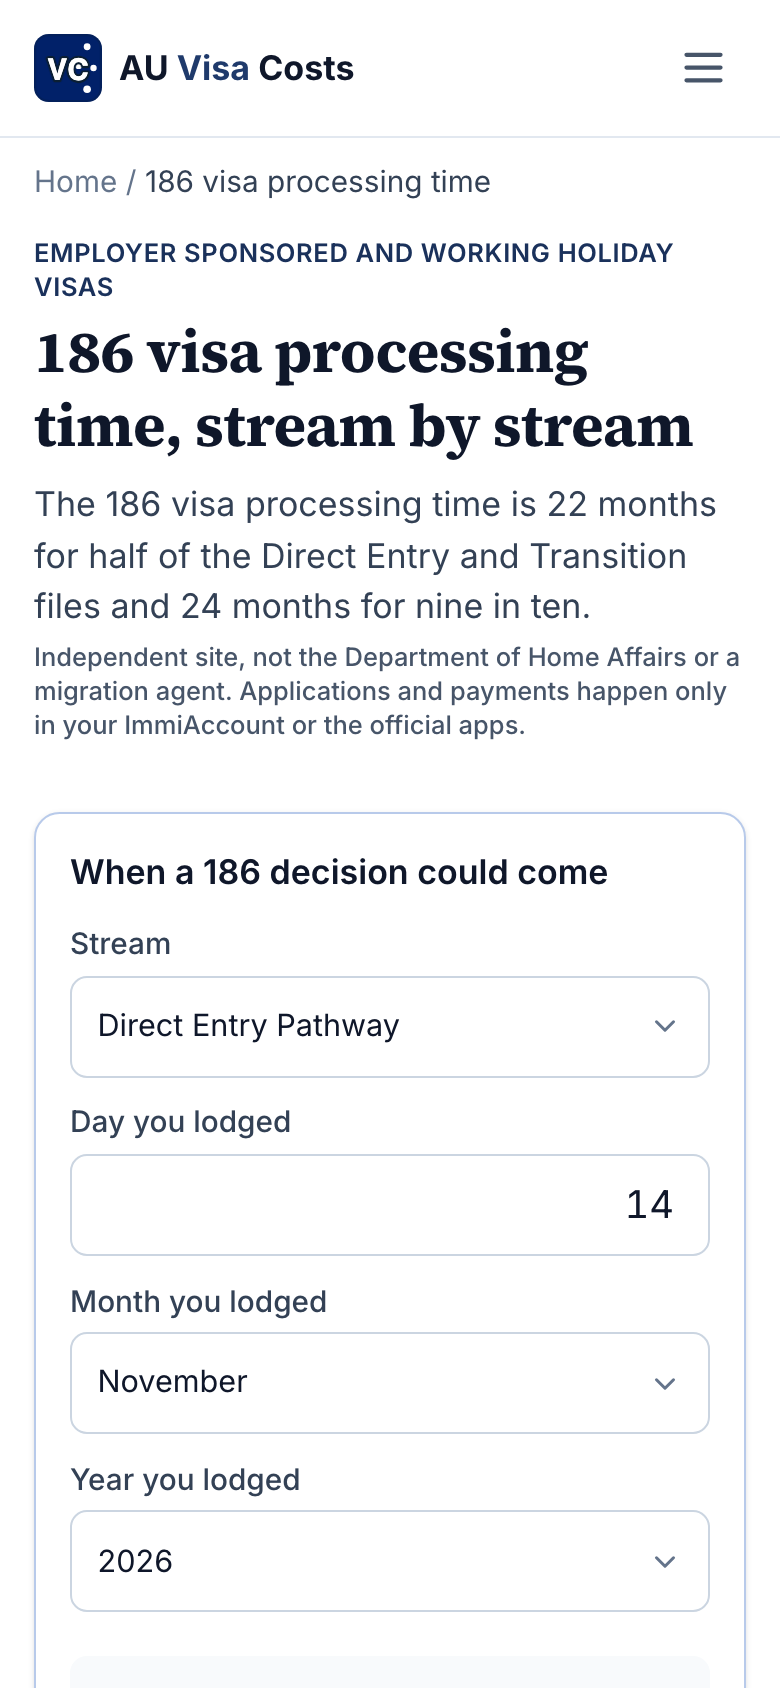 VC
AU Visa Costs
Home / 186 visa processing time
EMPLOYER SPONSORED AND WORKING HOLIDAY
VISAS
186 visa processing
time, stream by stream
The 186 visa processing time is 22 months
for half of the Direct Entry and Transition
files and 24 months for nine in ten.
Independent site, not the Department of Home Affairs or a
migration agent. Applications and payments happen only
in your ImmiAccount or the official apps.
When a 186 decision could come
Stream
Direct Entry Pathway
Day you lodged
14
Month you lodged
November
Year you lodged
2026